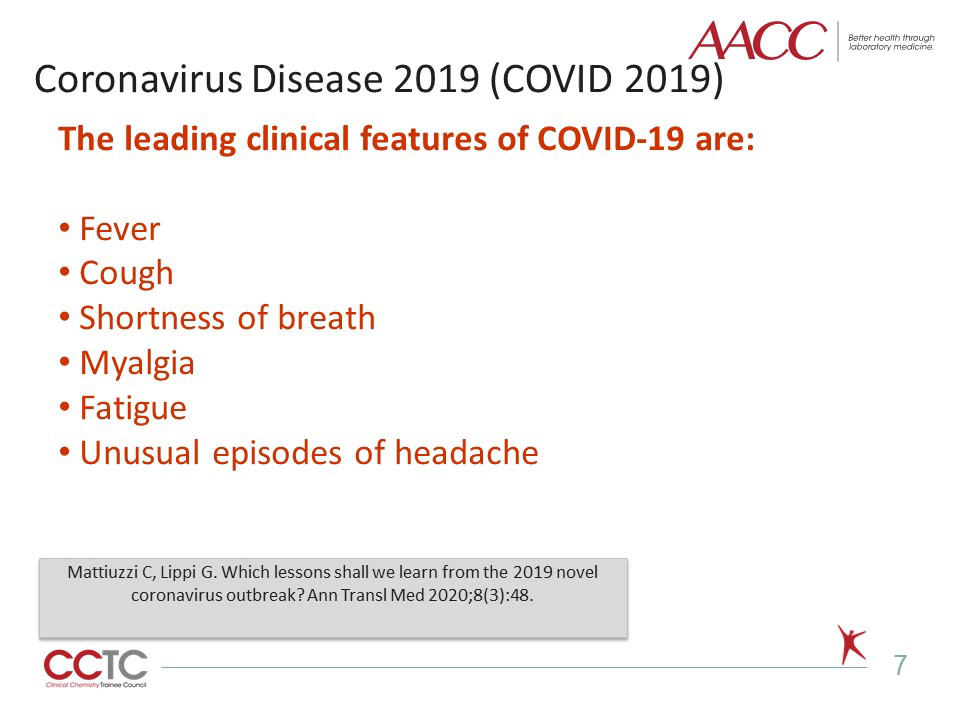 AACC
Better health through
laboratory medicine.
Coronavirus Disease 2019 (COVID 2019)
The leading clinical features of COVID-19 are:
• Fever
• Cough
• Shortness of breath
• Myalgia
• Fatigue
• Unusual episodes of headache
Mattiuzzi C, Lippi G. Which lessons shall we learn from the 2019 novel
coronavirus outbreak? Ann Transl Med 2020;8(3):48.
CCTC
Clinical Chemistry Trainee Council
7